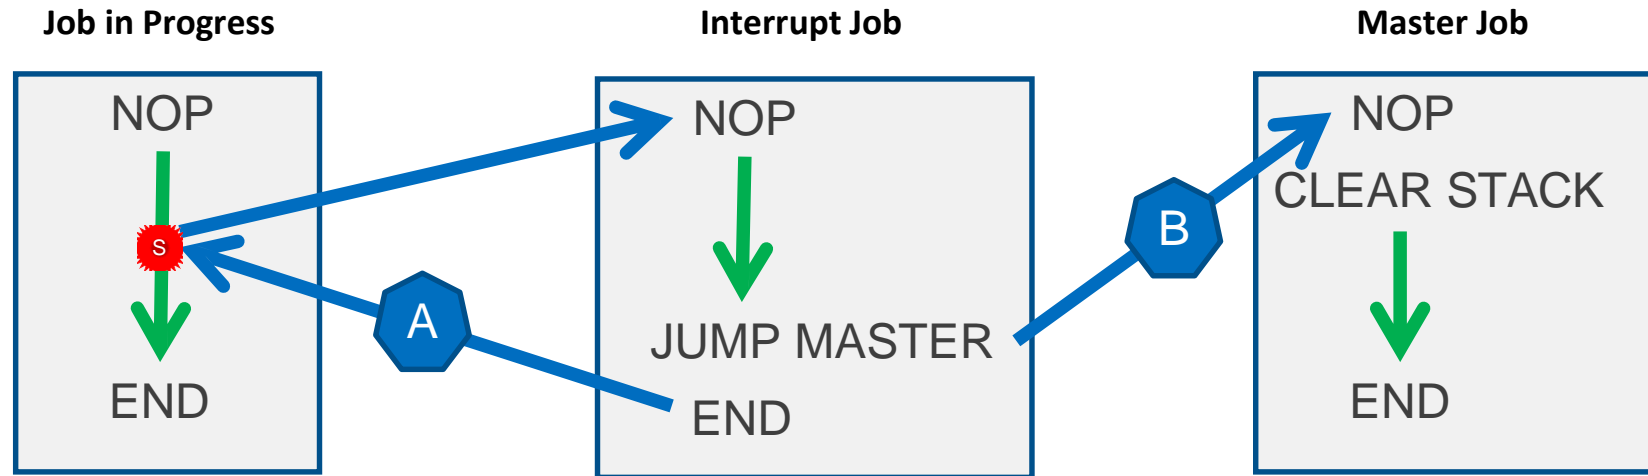 Job in Progress
NOP
S
END
A
Interrupt Job
NOP
JUMP MASTER
END
B
Master Job
NOP
CLEAR STACK
END